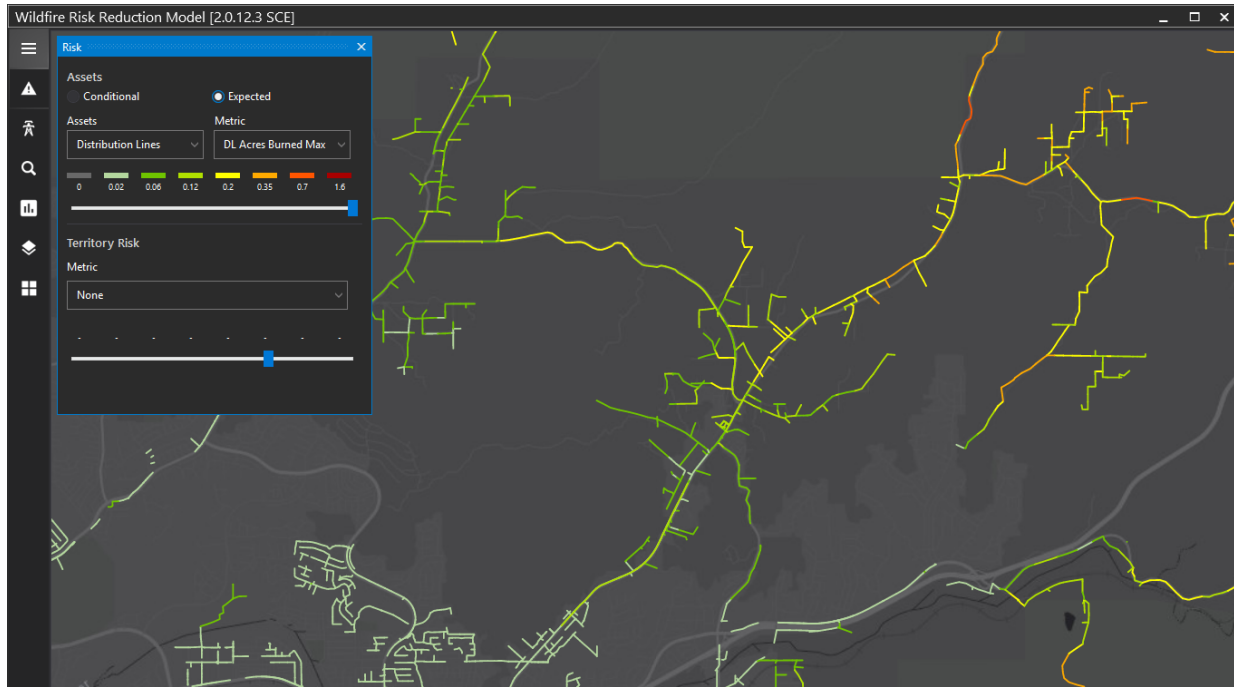 Wildfire Risk Reduction Model [2.0.12.3 SCE]
Risk
Assets
Conditional Expected
Assets Metric
Distribution Lines DL Acres Burned Max
0 0.02 0.06 0.12 0.2 0.35 0.7 1.6
Territory Risk
Metric
None
- - - - - - - -